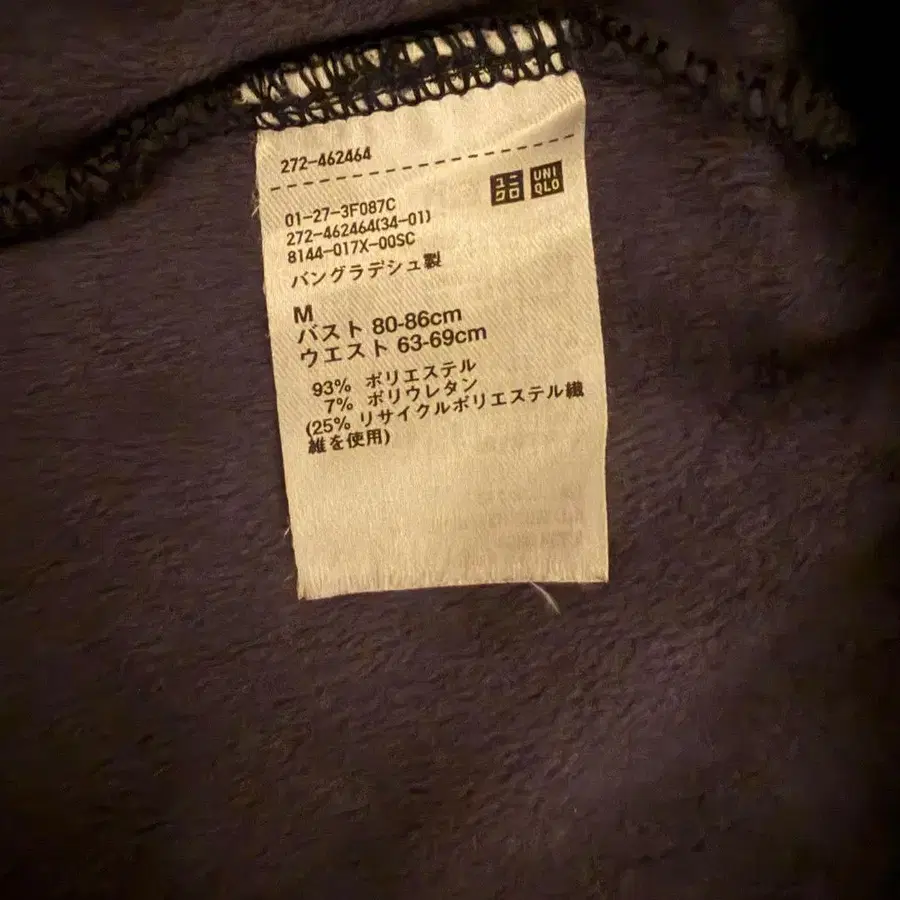 272-462464
ユニ
クロ
UNI
QLO
01-27-3F087C
272-462464(34-01)
8144-017X-00SC
バングラデシュ製
M
バスト 80-86cm
ウエスト 63-69cm
93% ポリエステル
7% ポリウレタン
(25% リサイクルポリエステル繊
維を使用)